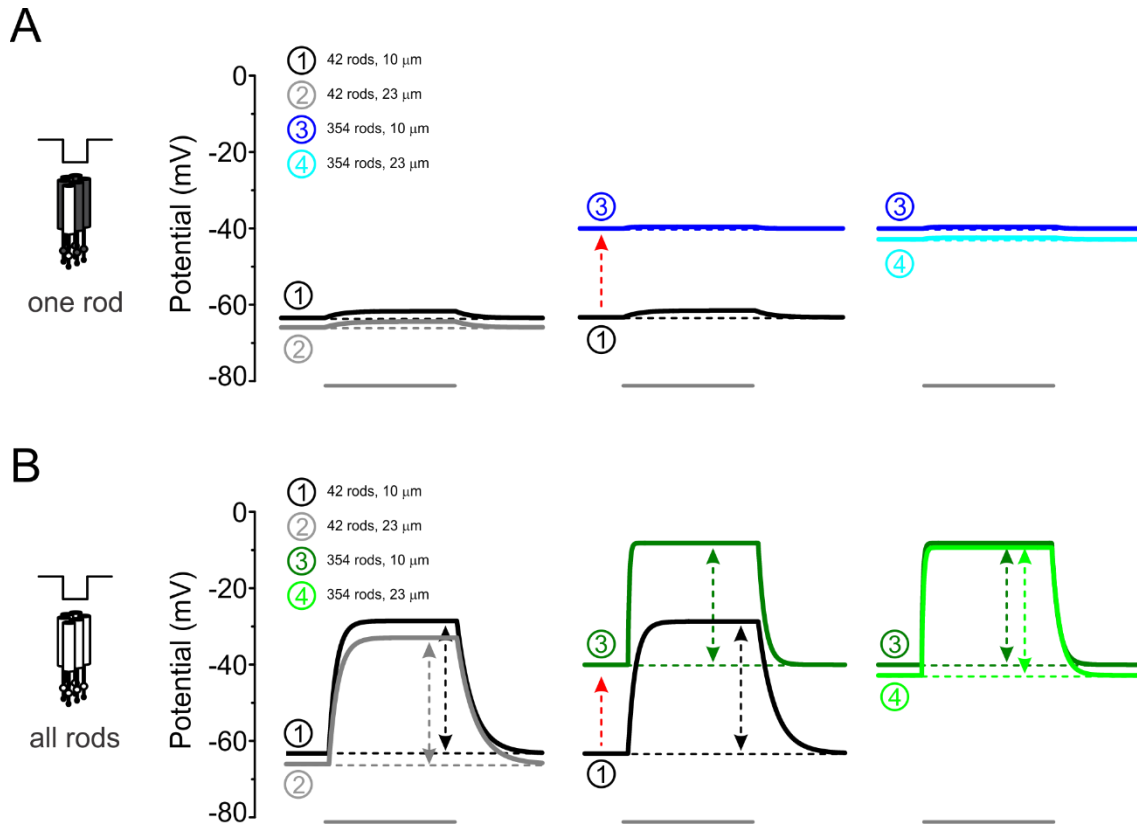 A
① 42 rods, 10 μm
② 42 rods, 23 μm
③ 354 rods, 10 μm
④ 354 rods, 23 μm
Potential (mV)
0
-20
-40
-60
-80
one rod
①
②
③
①
③
④
B
① 42 rods, 10 μm
② 42 rods, 23 μm
③ 354 rods, 10 μm
④ 354 rods, 23 μm
Potential (mV)
0
-20
-40
-60
-80
all rods
①
②
③
①
③
④